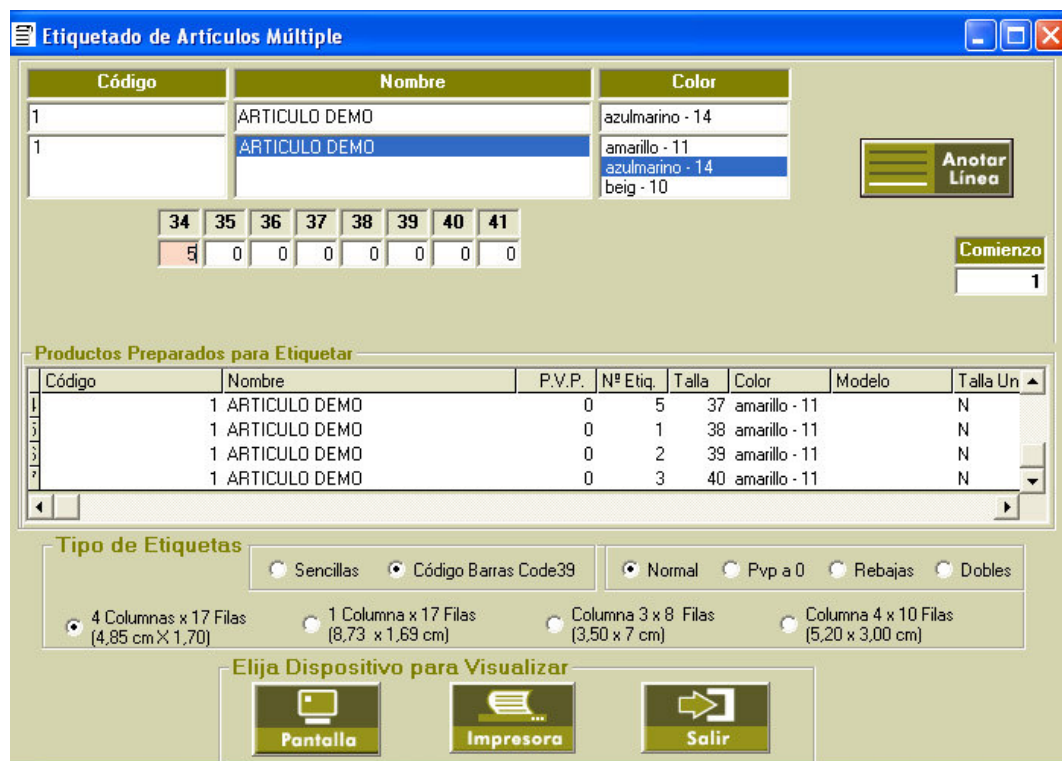 Etiquetado de Artículos Múltiple
Código Nombre Color
1 ARTICULO DEMO azulmarino - 14
1 ARTICULO DEMO amarillo - 11
azulmarino - 14
beig - 10
Anotar
Línea
34 35 36 37 38 39 40 41
5 0 0 0 0 0 0 0
Comienzo
1
Productos Preparados para Etiquetar
Código Nombre P.V.P. Nº Etiq. Talla Color Modelo Talla Un
1 ARTICULO DEMO 0 5 37 amarillo - 11 N
1 ARTICULO DEMO 0 1 38 amarillo - 11 N
1 ARTICULO DEMO 0 2 39 amarillo - 11 N
1 ARTICULO DEMO 0 3 40 amarillo - 11 N
Tipo de Etiquetas
Sencillas Código Barras Code39 Normal Pvp a 0 Rebajas Dobles
4 Columnas x 17 Filas
(4,85 cm X 1,70)
1 Columna x 17 Filas
(8,73 x 1,69 cm)
Columna 3 x 8 Filas
(3,50 x 7 cm)
Columna 4 x 10 Filas
(5,20 x 3,00 cm)
Elija Dispositivo para Visualizar
Pantalla Impresora Salir